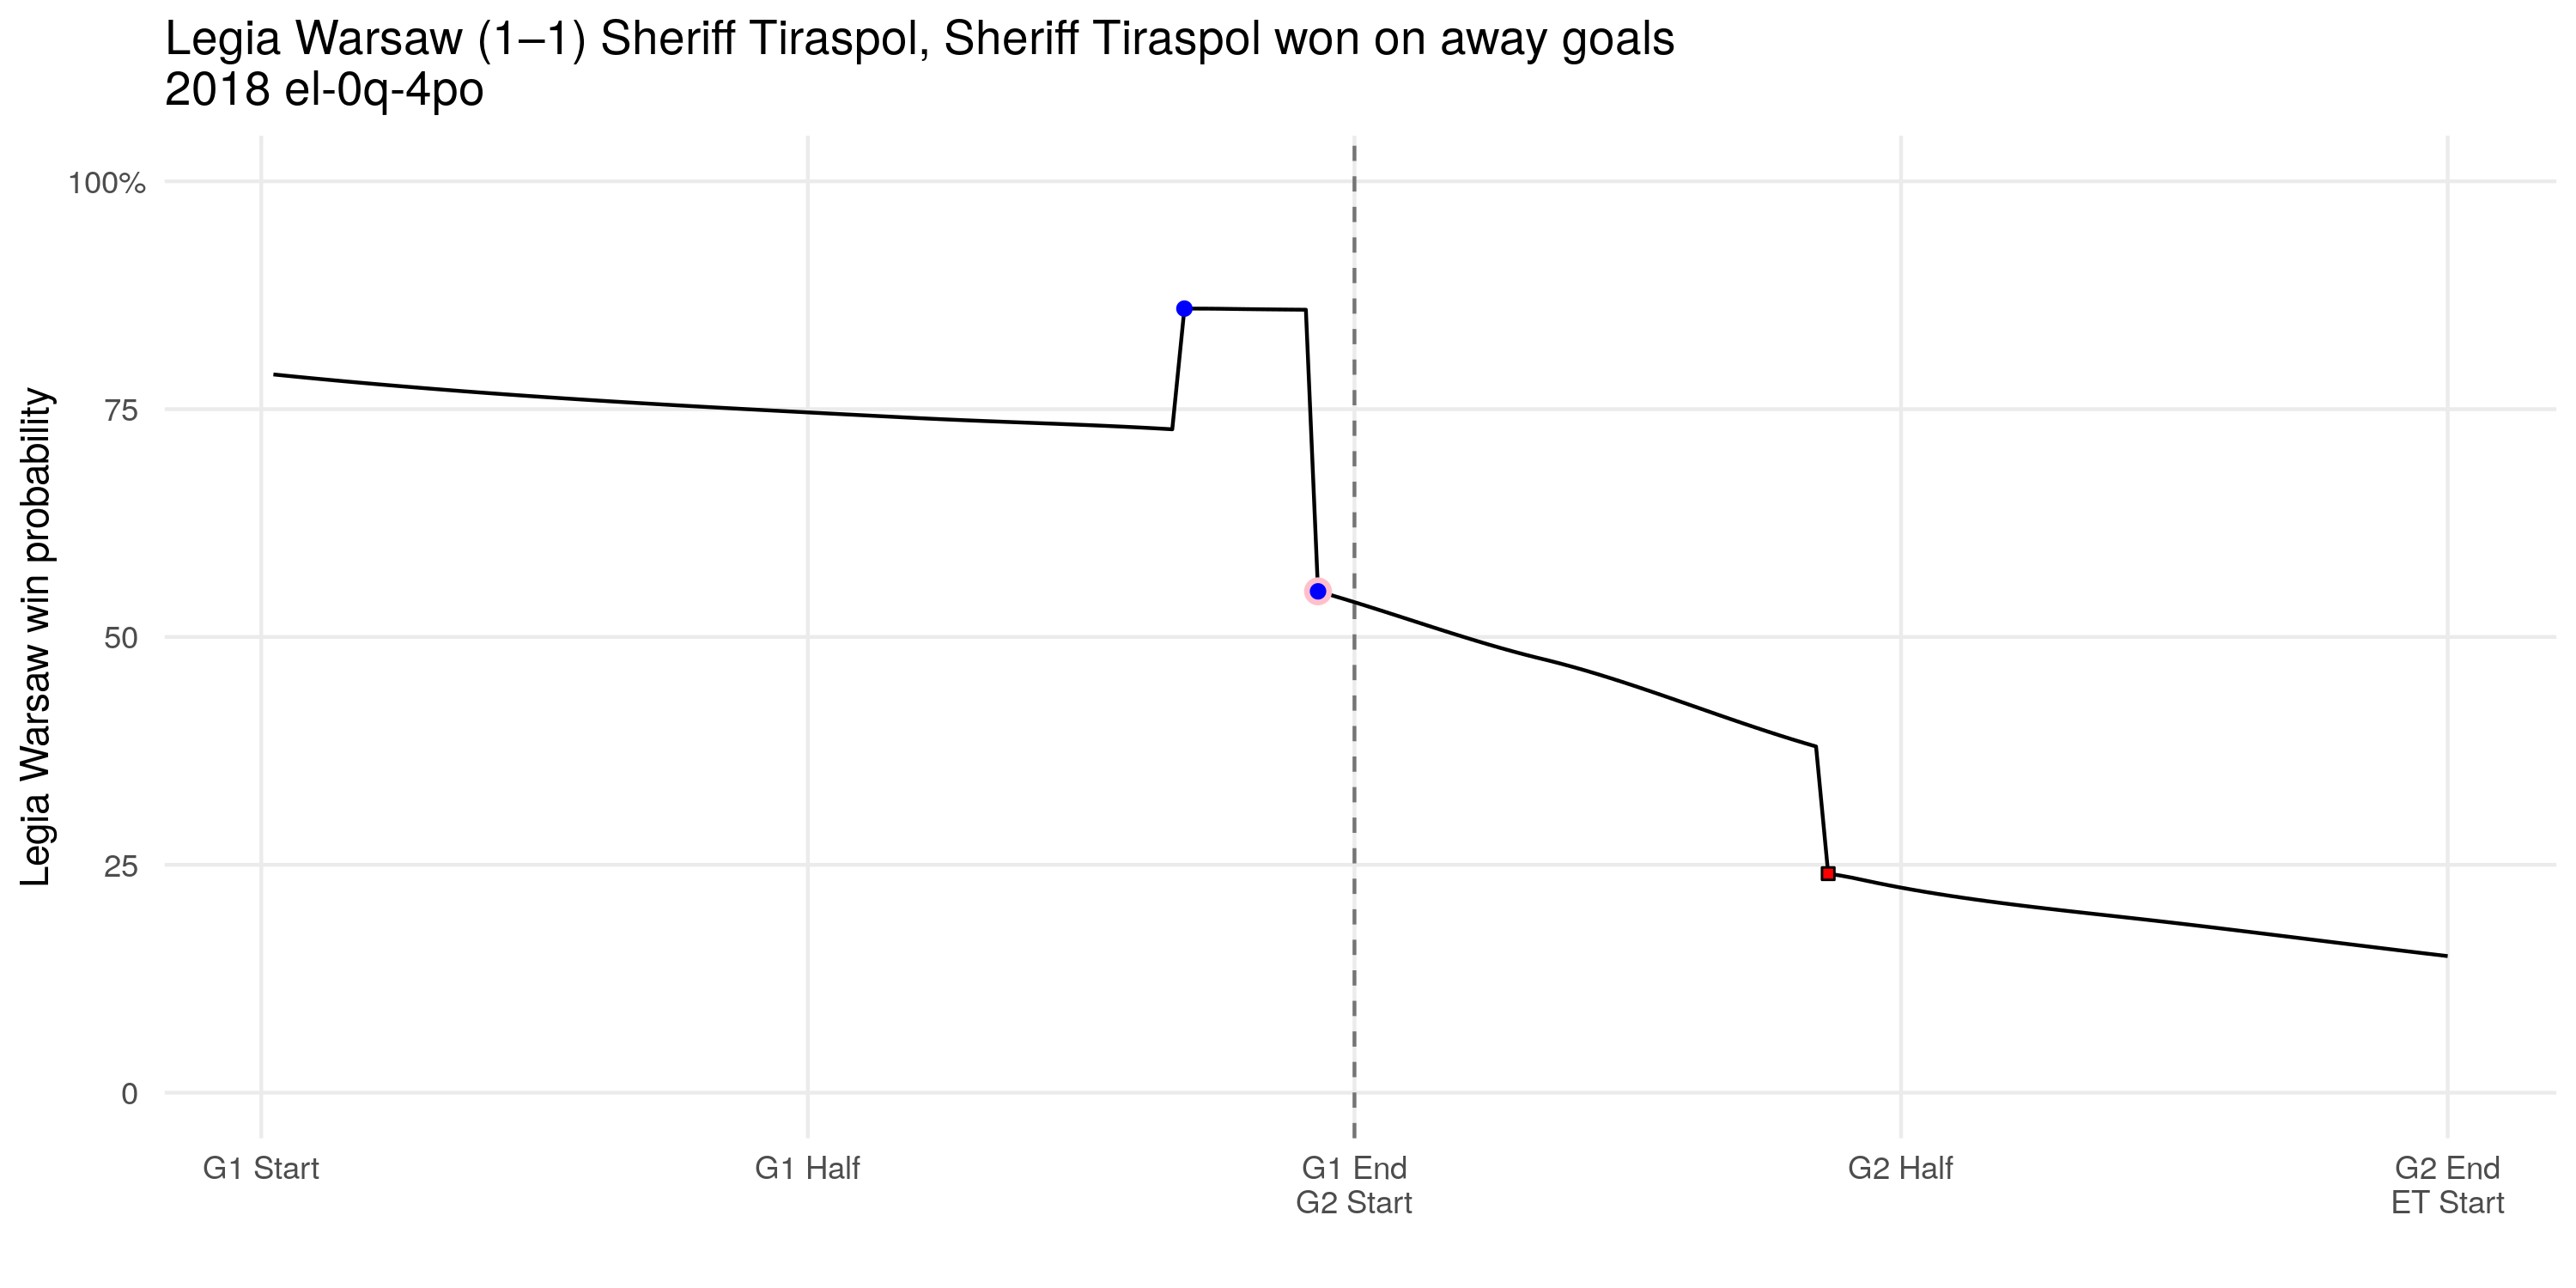 Legia Warsaw (1–1) Sheriff Tiraspol, Sheriff Tiraspol won on away goals
2018 el-0q-4po
Legia Warsaw win probability
100%
75
50
25
0
G1 Start
G1 Half
G1 End
G2 Start
G2 Half
G2 End
ET Start